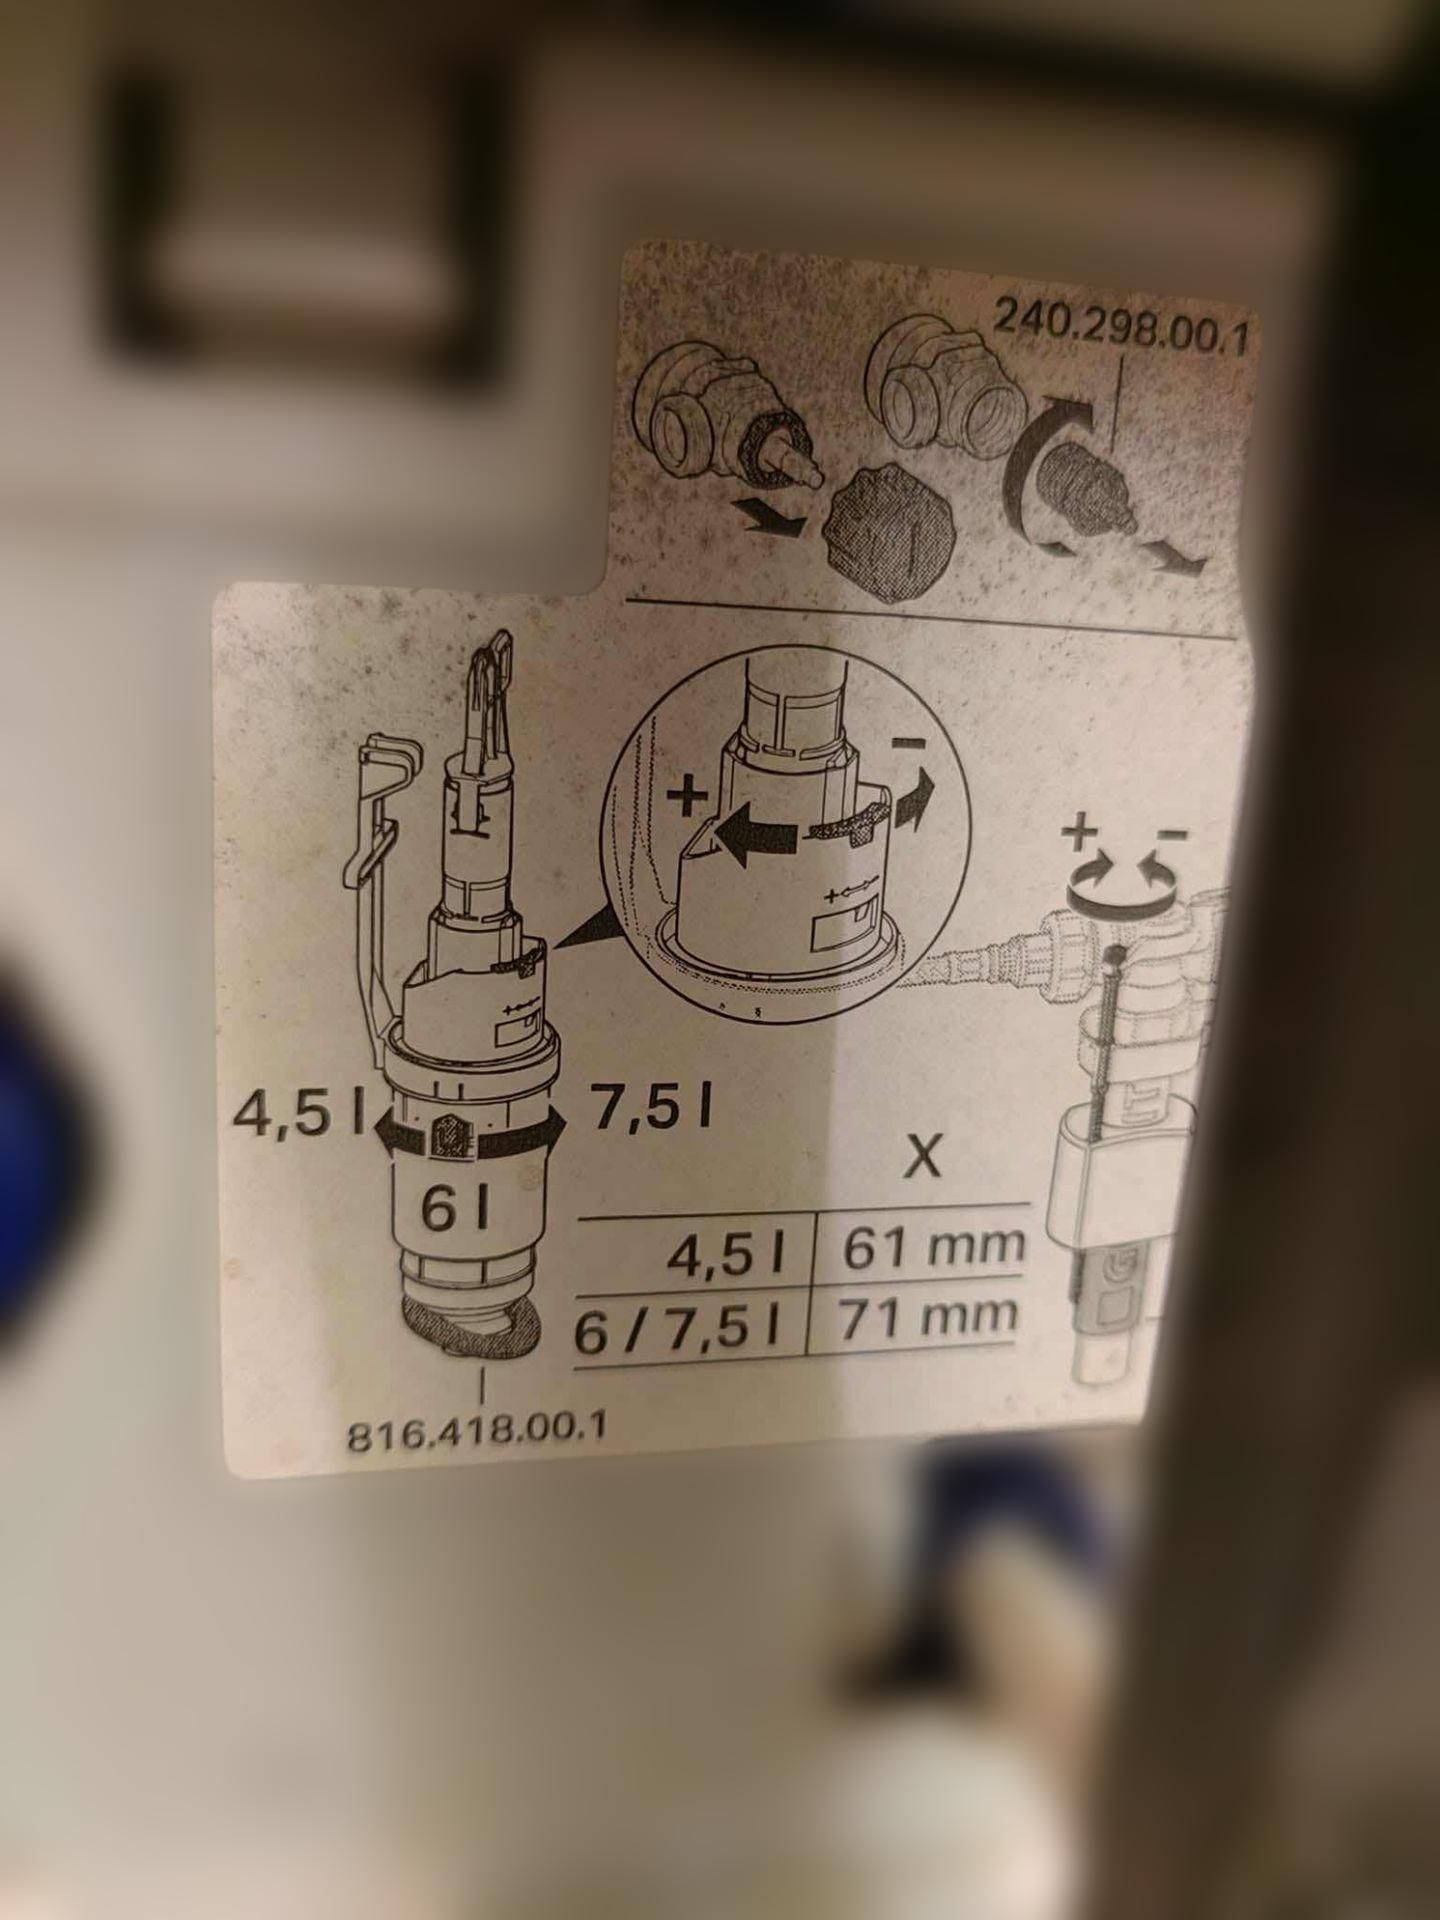 240.298.00.1
+ −
+ −
+ −
4,5 l 7,5 l
6 l
X
4,5 l 61 mm
6 / 7,5 l 71 mm
816.418.00.1